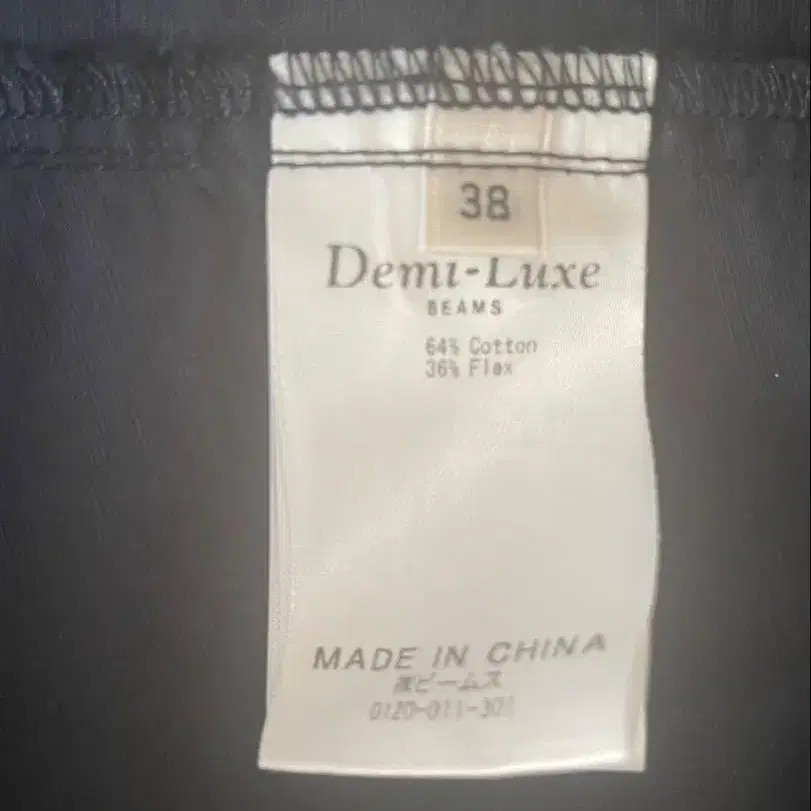 38
Demi-Luxe
BEAMS
64% Cotton
36% Flax
MADE IN CHINA
㈱ビームス
0120-011-301